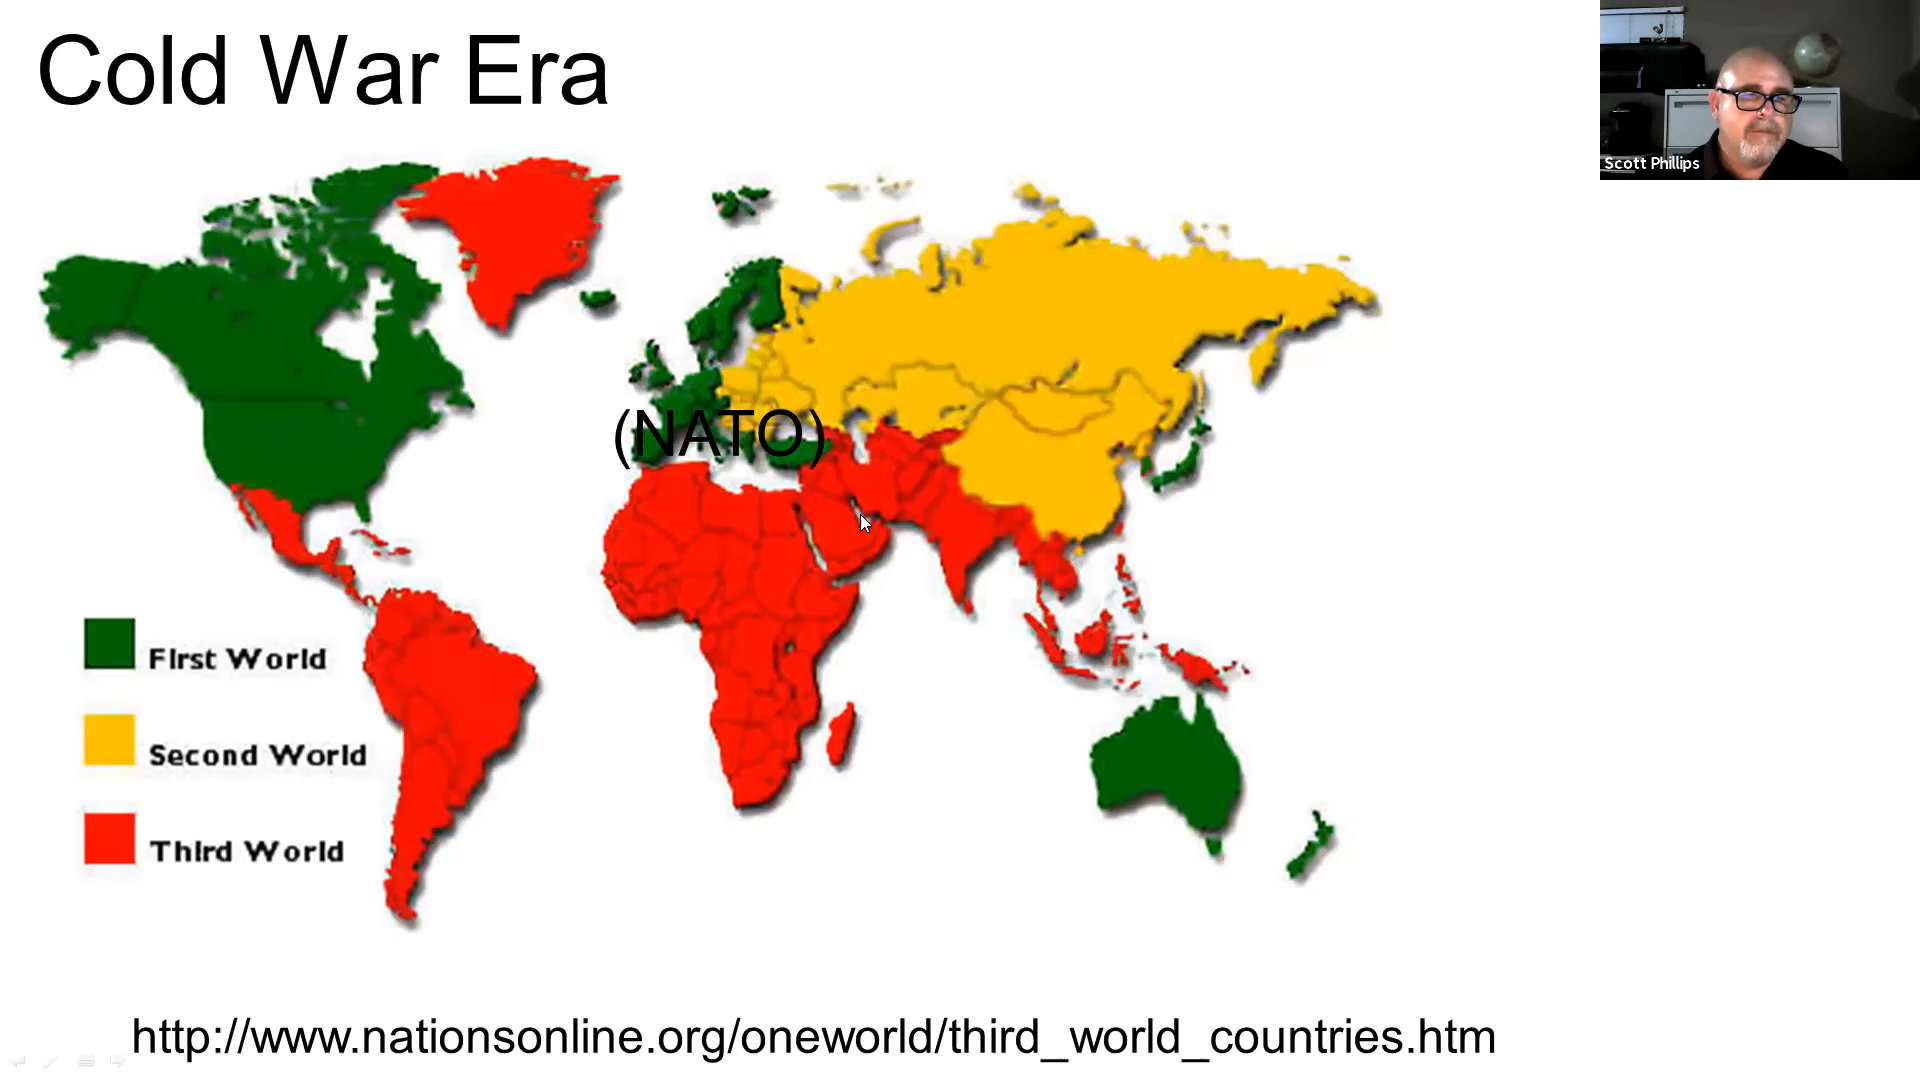 Cold War Era
Scott Phillips
(NATO)
First World
Second World
Third World
http://www.nationsonline.org/oneworld/third_world_countries.htm